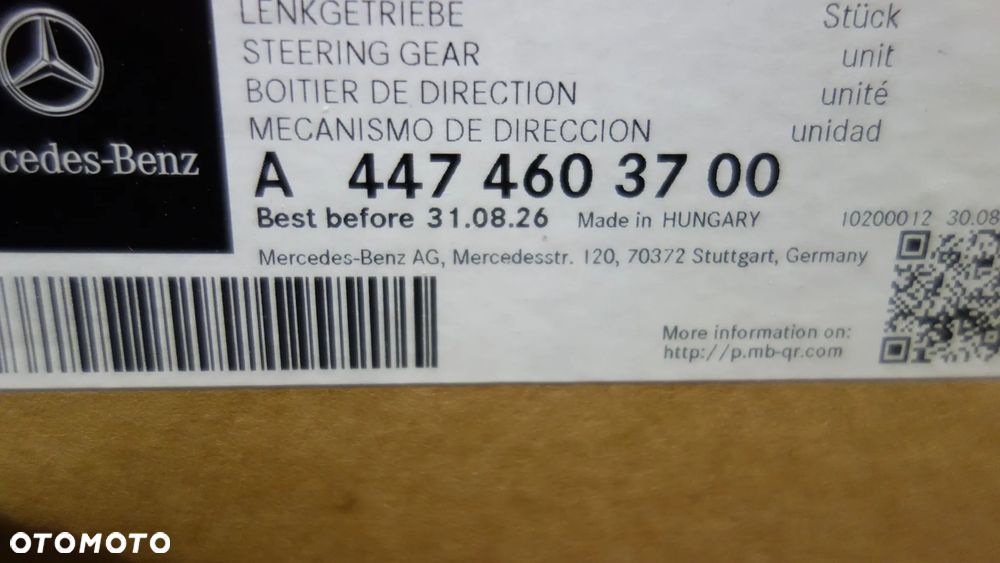 LENKGETRIEBE Stück
STEERING GEAR unit
BOITIER DE DIRECTION unité
MECANISMO DE DIRECCION unidad
cedes-Benz
A 447 460 37 00
Best before 31.08.26 Made in HUNGARY 10200012 30.08
Mercedes-Benz AG, Mercedesstr. 120, 70372 Stuttgart, Germany
More information on:
http://p.mb-qr.com
OTOMOTO